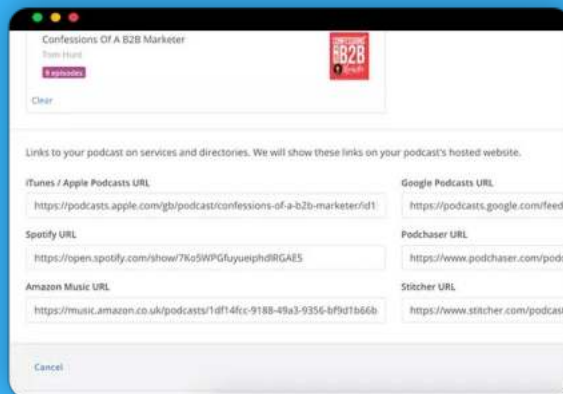 Confessions Of A B2B Marketer
Tom Hunt
9 episodes
CONFESSIONS
BB2B
Clear
Links to your podcast on services and directories. We will show these links on your podcast's hosted website.
iTunes / Apple Podcasts URL
Google Podcasts URL
https://podcasts.apple.com/gb/podcast/confessions-of-a-b2b-marketer/id1
https://podcasts.google.com/feed
Spotify URL
Podchaser URL
https://open.spotify.com/show/7Ko5WPGfuyueiphdlRGAE5
https://www.podchaser.com/pod
Amazon Music URL
Stitcher URL
https://music.amazon.co.uk/podcasts/1df14fcc-9188-49a3-9356-bf9d1b66b
https://www.stitcher.com/podcast
Cancel